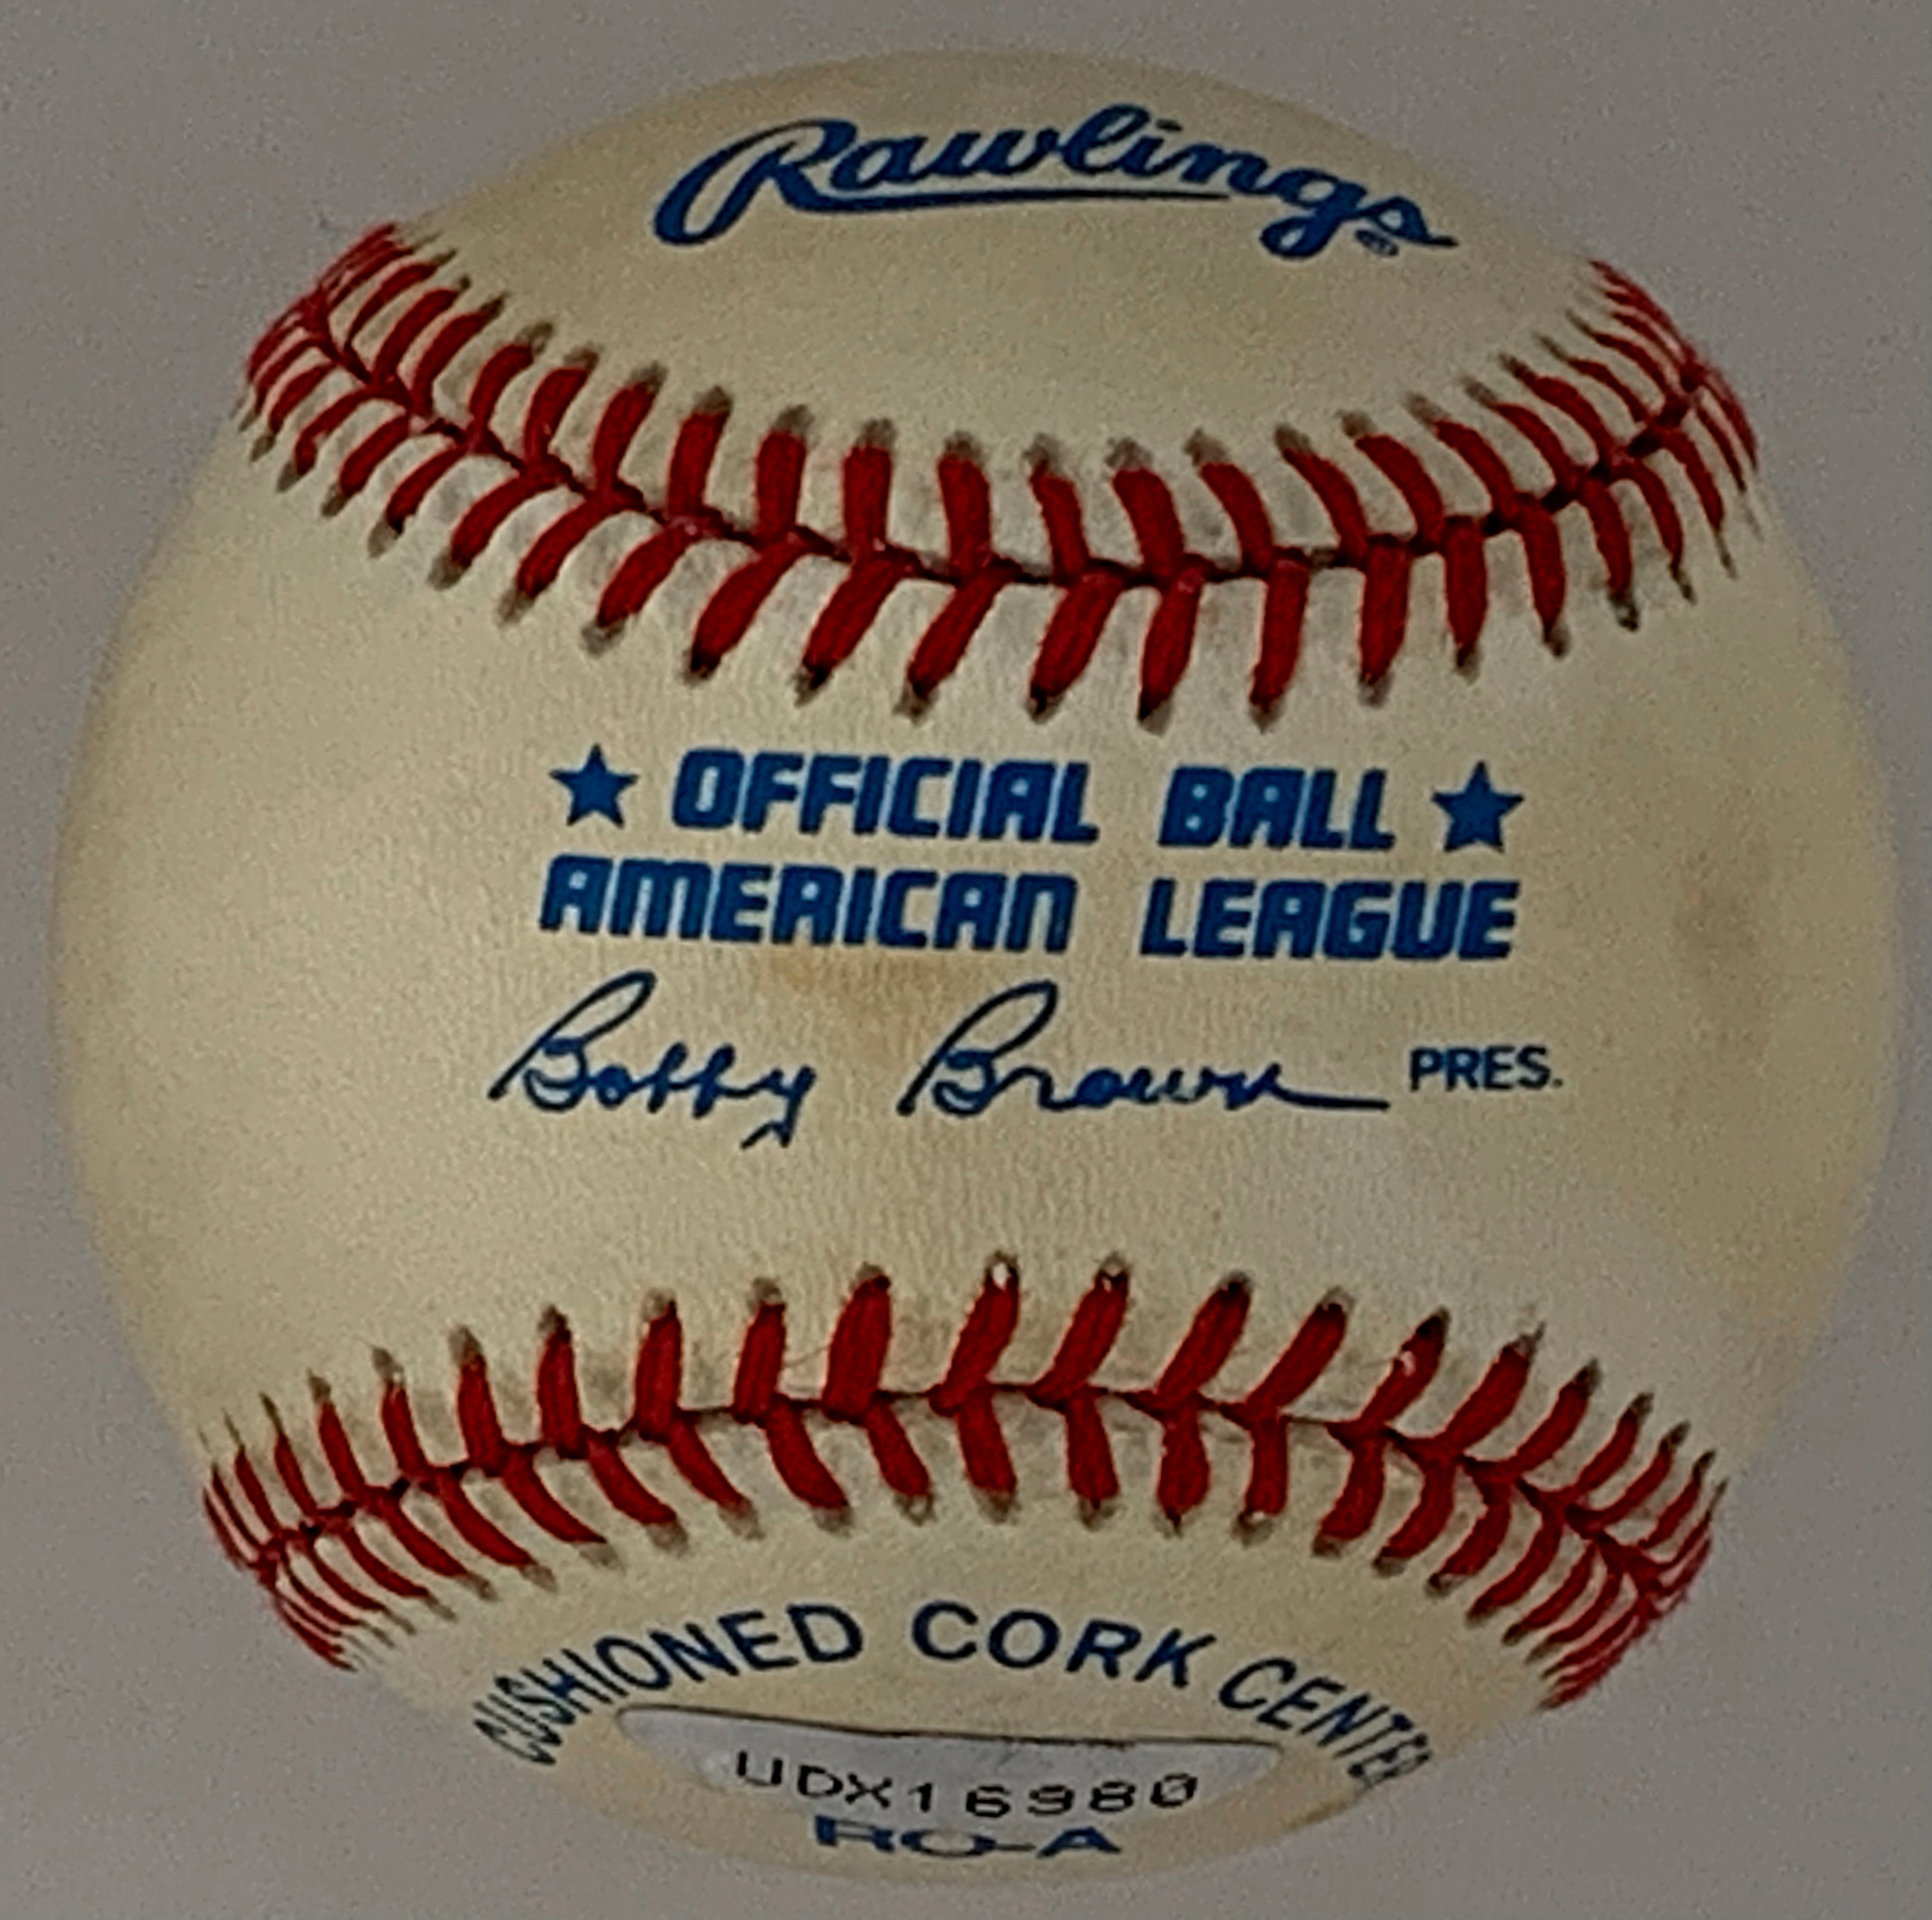 Rawlings®
★ OFFICIAL BALL ★
AMERICAN LEAGUE
Bobby Brown PRES.
CUSHIONED CORK CENTER
UDX16980
RO-A